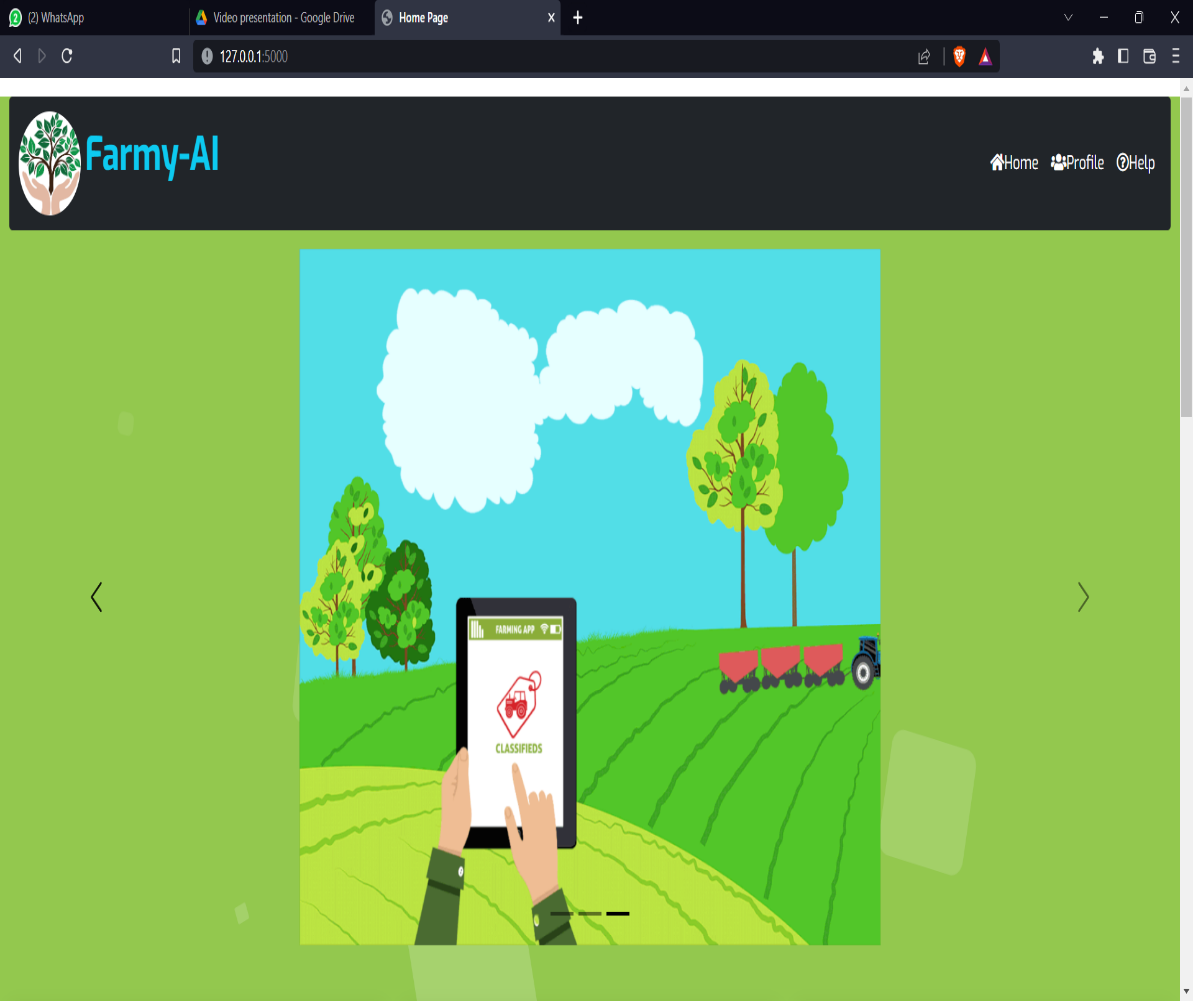 (2) WhatsApp
Video presentation - Google Drive
Home Page
127.0.0.1:5000
Farmy-AI
Home Profile Help
FARMING APP
CLASSIFIEDS